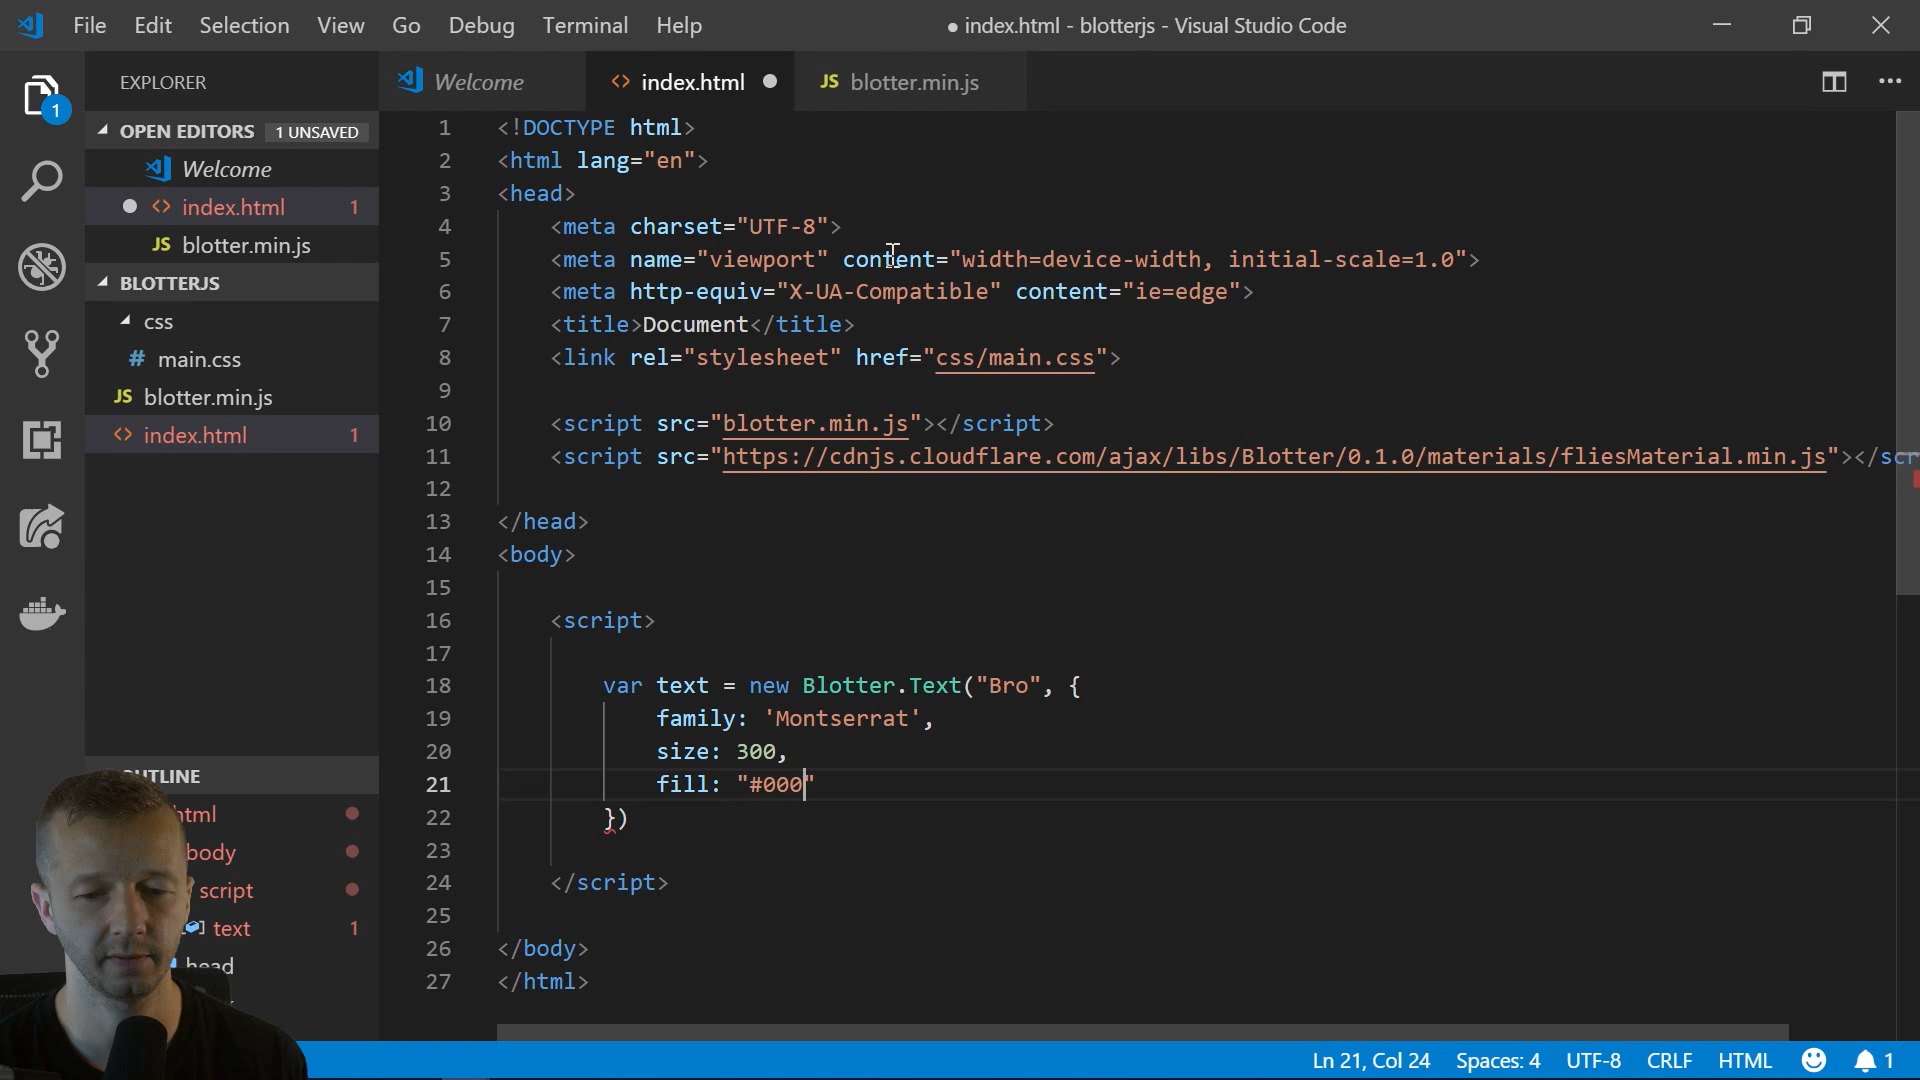 File Edit Selection View Go Debug Terminal Help
● index.html - blotterjs - Visual Studio Code
EXPLORER
OPEN EDITORS 1 UNSAVED
Welcome
index.html 1
JS blotter.min.js
BLOTTERJS
css
# main.css
JS blotter.min.js
index.html 1
UTLINE
html
body
script
text 1
head
1
Welcome
<> index.html ●
JS blotter.min.js
1 <!DOCTYPE html>
2 <html lang="en">
3 <head>
4 <meta charset="UTF-8">
5 <meta name="viewport" content="width=device-width, initial-scale=1.0">
6 <meta http-equiv="X-UA-Compatible" content="ie=edge">
7 <title>Document</title>
8 <link rel="stylesheet" href="css/main.css">
9
10 <script src="blotter.min.js"></script>
11 <script src="https://cdnjs.cloudflare.com/ajax/libs/Blotter/0.1.0/materials/fliesMaterial.min.js"></scr
12
13 </head>
14 <body>
15
16 <script>
17
18 var text = new Blotter.Text("Bro", {
19 family: 'Montserrat',
20 size: 300,
21 fill: "#000"
22 })
23
24 </script>
25
26 </body>
27 </html>
Ln 21, Col 24 Spaces: 4 UTF-8 CRLF HTML 1